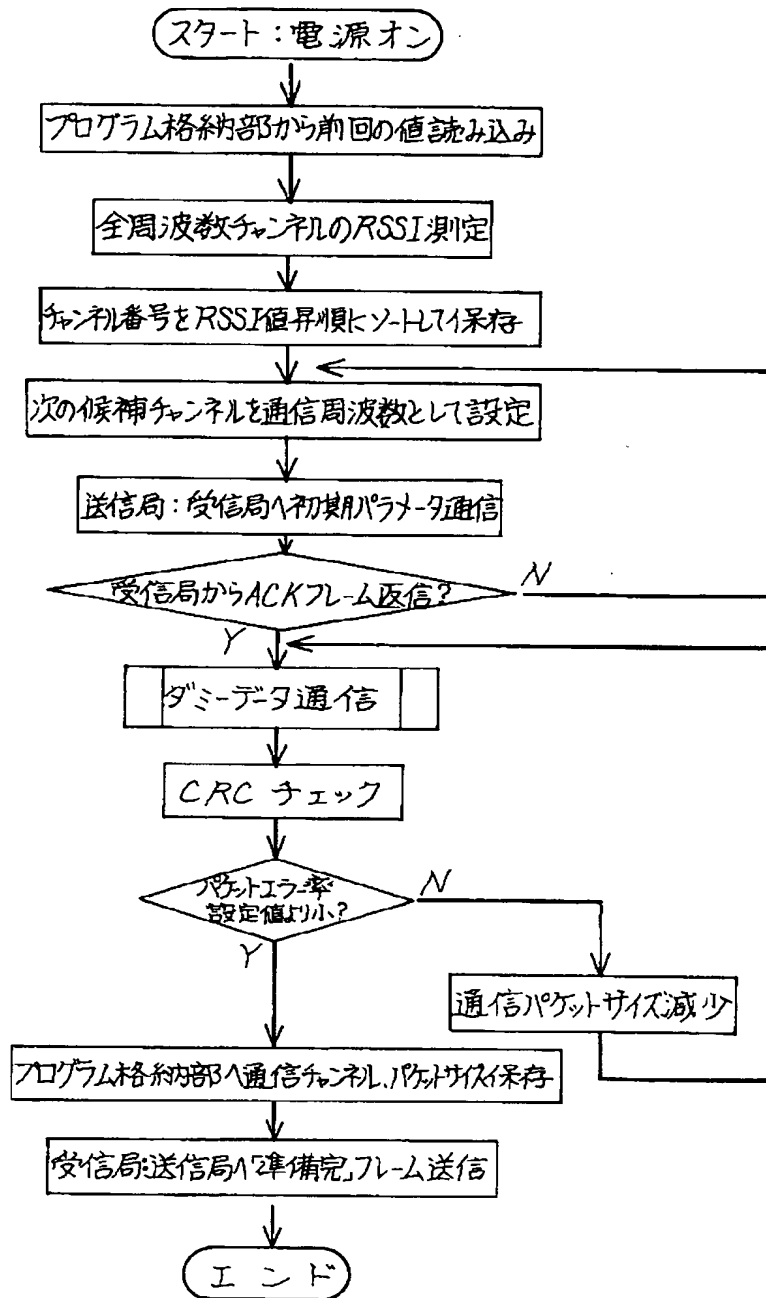 スタート：電源オン
プログラム格納部から前回の値読み込み
全周波数チャンネルのRSSI測定
チャンネル番号をRSSI値昇順にソートして保存
次の候補チャンネルを通信周波数として設定
送信局：受信局へ初期パラメータ通信
受信局からACKフレーム返信？
N
Y
ダミーデータ通信
CRC チェック
パケットエラー率
設定値より小？
N
Y
通信パケットサイズ減少
プログラム格納部へ通信チャンネル、パケットサイズ保存
受信局：送信局へ「準備完」フレーム送信
エンド